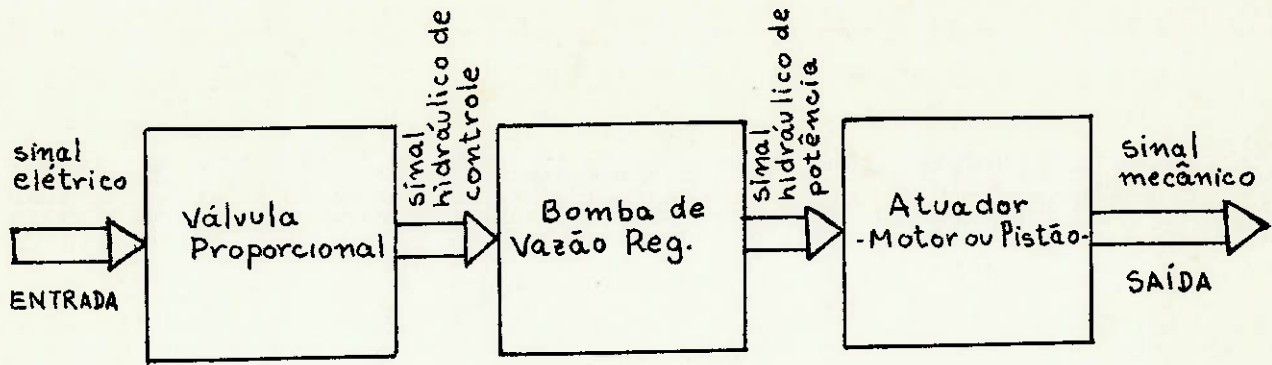 sinal
elétrico
ENTRADA
Válvula
Proporcional
sinal
hidráulico de
controle
Bomba de
Vazão Reg.
sinal
hidráulico de
potência
Atuador
-Motor ou Pistão-
sinal
mecânico
SAÍDA